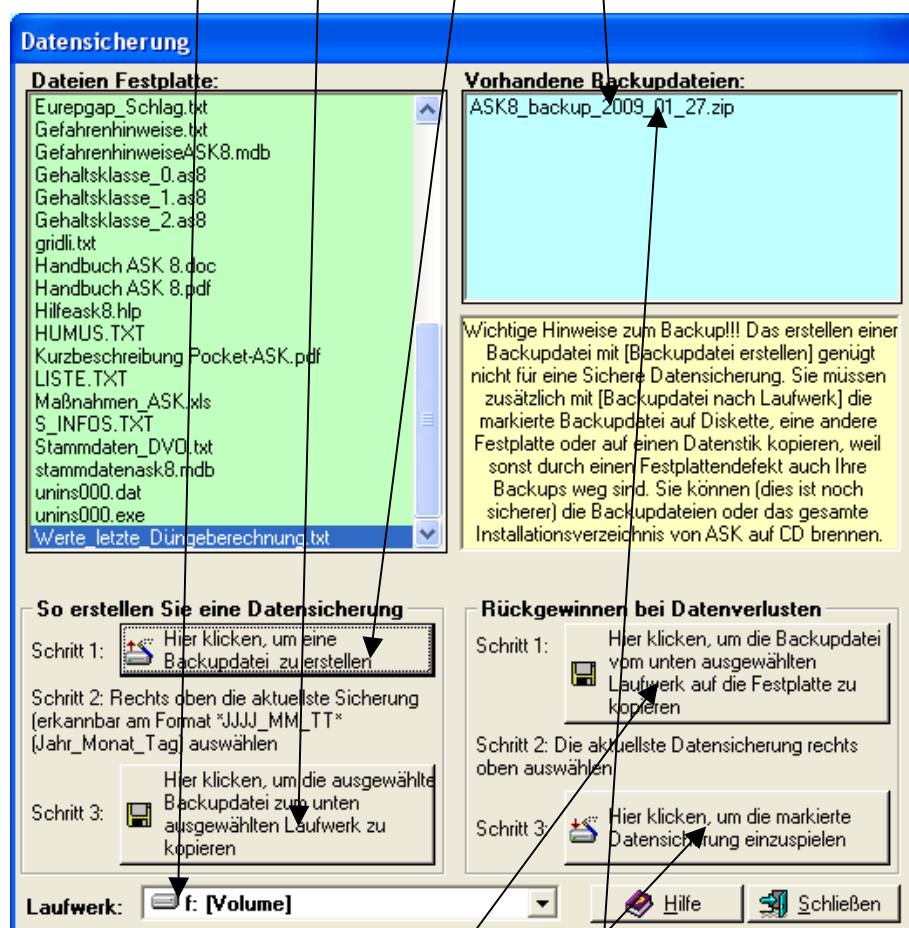 Datensicherung
Dateien Festplatte:
Eurepgap_Schlag.txt
Gefahrenhinweise.txt
GefahrenhinweiseASK8.mdb
Gehaltsklasse_0.as8
Gehaltsklasse_1.as8
Gehaltsklasse_2.as8
gridli.txt
Handbuch ASK 8.doc
Handbuch ASK 8.pdf
Hilfeask8.hlp
HUMUS.TXT
Kurzbeschreibung Pocket-ASK.pdf
LISTE.TXT
Maßnahmen_ASK.xls
S_INFOS.TXT
Stammdaten_DVO.txt
stammdatenask8.mdb
unins000.dat
unins000.exe
Werte_letzte_Düngeberechnung.txt
Vorhandene Backupdateien:
ASK8_backup_2009_01_27.zip
Wichtige Hinweise zum Backup!!! Das erstellen einer
Backupdatei mit [Backupdatei erstellen] genügt
nicht für eine Sichere Datensicherung. Sie müssen
zusätzlich mit [Backupdatei nach Laufwerk] die
markierte Backupdatei auf Diskette, eine andere
Festplatte oder auf einen Datenstik kopieren, weil
sonst durch einen Festplattendefekt auch Ihre
Backups weg sind. Sie können (dies ist noch
sicherer) die Backupdateien oder das gesamte
Installationsverzeichnis von ASK auf CD brennen.
So erstellen Sie eine Datensicherung
Schritt 1:
Hier klicken, um eine
Backupdatei zu erstellen
Schritt 2: Rechts oben die aktuellste Sicherung
(erkannbar am Format *JJJJ_MM_TT*
(Jahr_Monat_Tag) auswählen
Schritt 3:
Hier klicken, um die ausgewählte
Backupdatei zum unten
ausgewählten Laufwerk zu
kopieren
Rückgewinnen bei Datenverlusten
Schritt 1:
Hier klicken, um die Backupdatei
vom unten ausgewählten
Laufwerk auf die Festplatte zu
kopieren
Schritt 2: Die aktuellste Datensicherung rechts
oben auswählen
Schritt 3:
Hier klicken, um die markierte
Datensicherung einzuspielen
Laufwerk:
f: [Volume]
Hilfe
Schließen